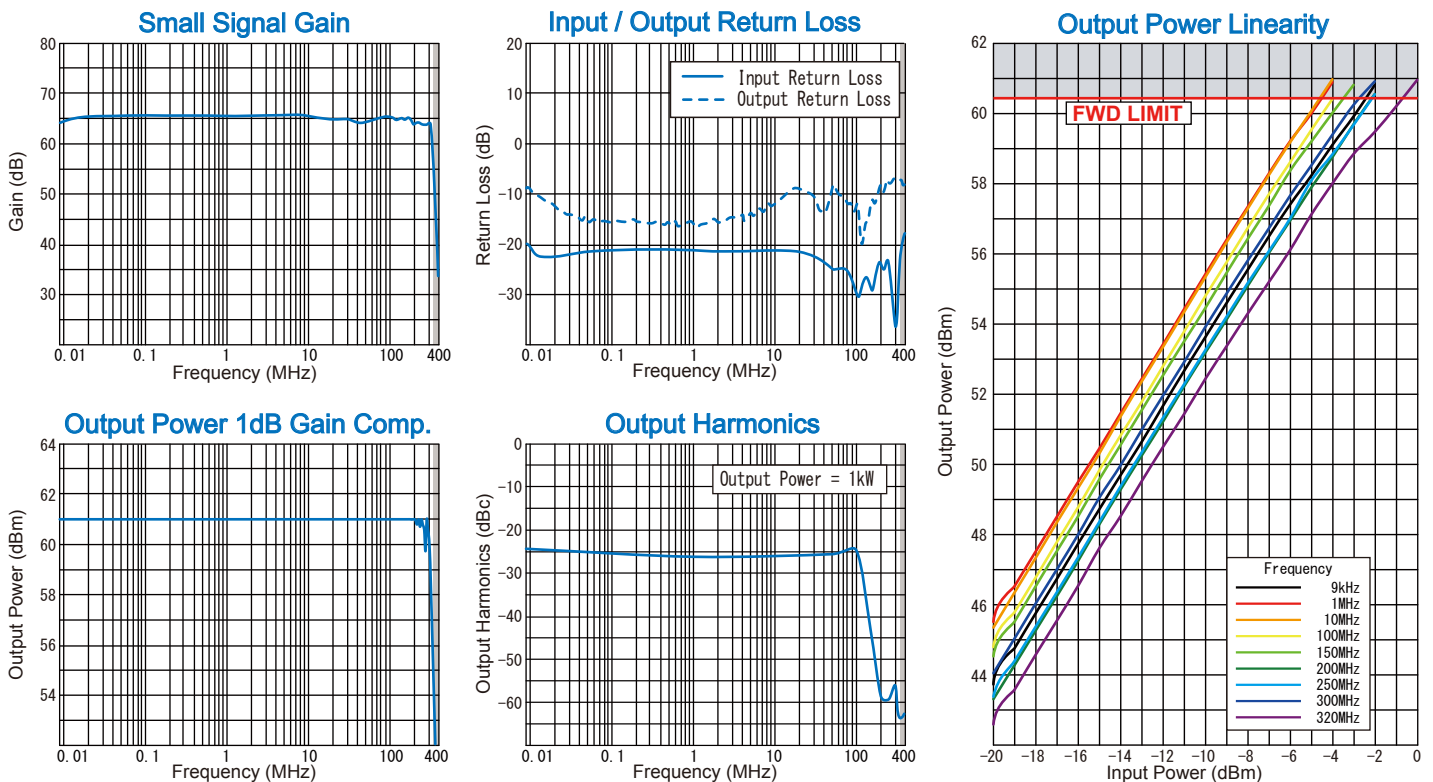 Small Signal Gain
80
70
60
50
40
30
Gain (dB)
0.01 0.1 1 10 100 400
Frequency (MHz)
Input / Output Return Loss
20
10
0
-10
-20
-30
Return Loss (dB)
Input Return Loss
Output Return Loss
0.01 0.1 1 10 100 400
Frequency (MHz)
Output Power 1dB Gain Comp.
64
62
60
58
56
54
Output Power (dBm)
0.01 0.1 1 10 100 400
Frequency (MHz)
Output Harmonics
0
-10
-20
-30
-40
-50
-60
Output Harmonics (dBc)
Output Power = 1kW
0.01 0.1 1 10 100 400
Frequency (MHz)
Output Power Linearity
62
60
58
56
54
52
50
48
46
44
Output Power (dBm)
FWD LIMIT
Frequency
9kHz
1MHz
10MHz
100MHz
150MHz
200MHz
250MHz
300MHz
320MHz
-20 -18 -16 -14 -12 -10 -8 -6 -4 -2 0
Input Power (dBm)